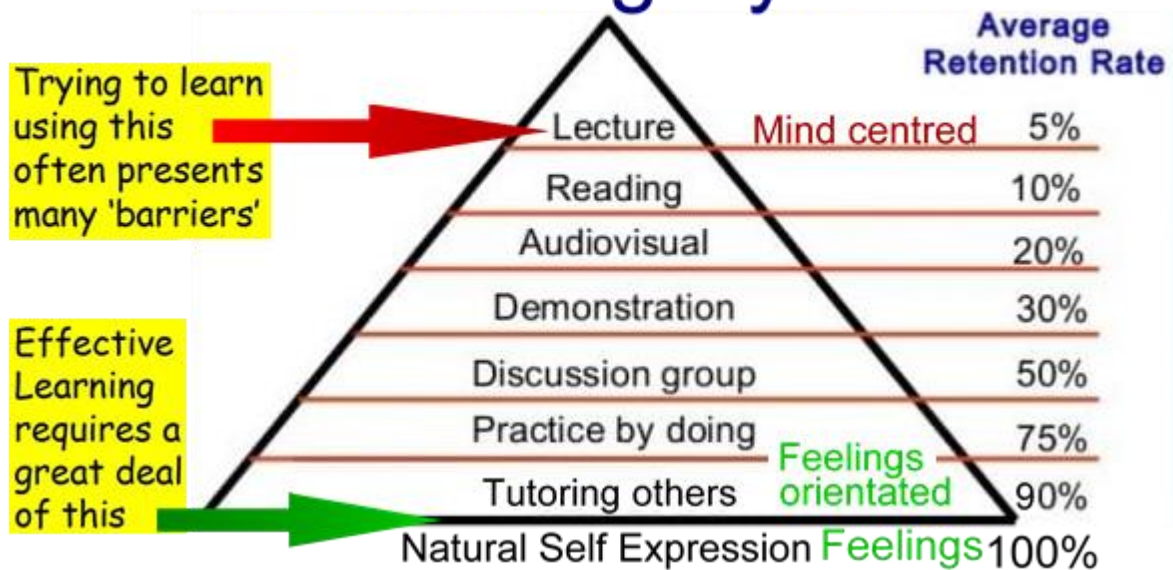 Average
Retention Rate
Trying to learn
using this
often presents
many 'barriers'
Lecture Mind centred 5%
Reading 10%
Audiovisual 20%
Demonstration 30%
Effective
Learning
requires a
great deal
of this
Discussion group 50%
Practice by doing 75%
Feelings
orientated
Tutoring others 90%
Natural Self Expression Feelings 100%